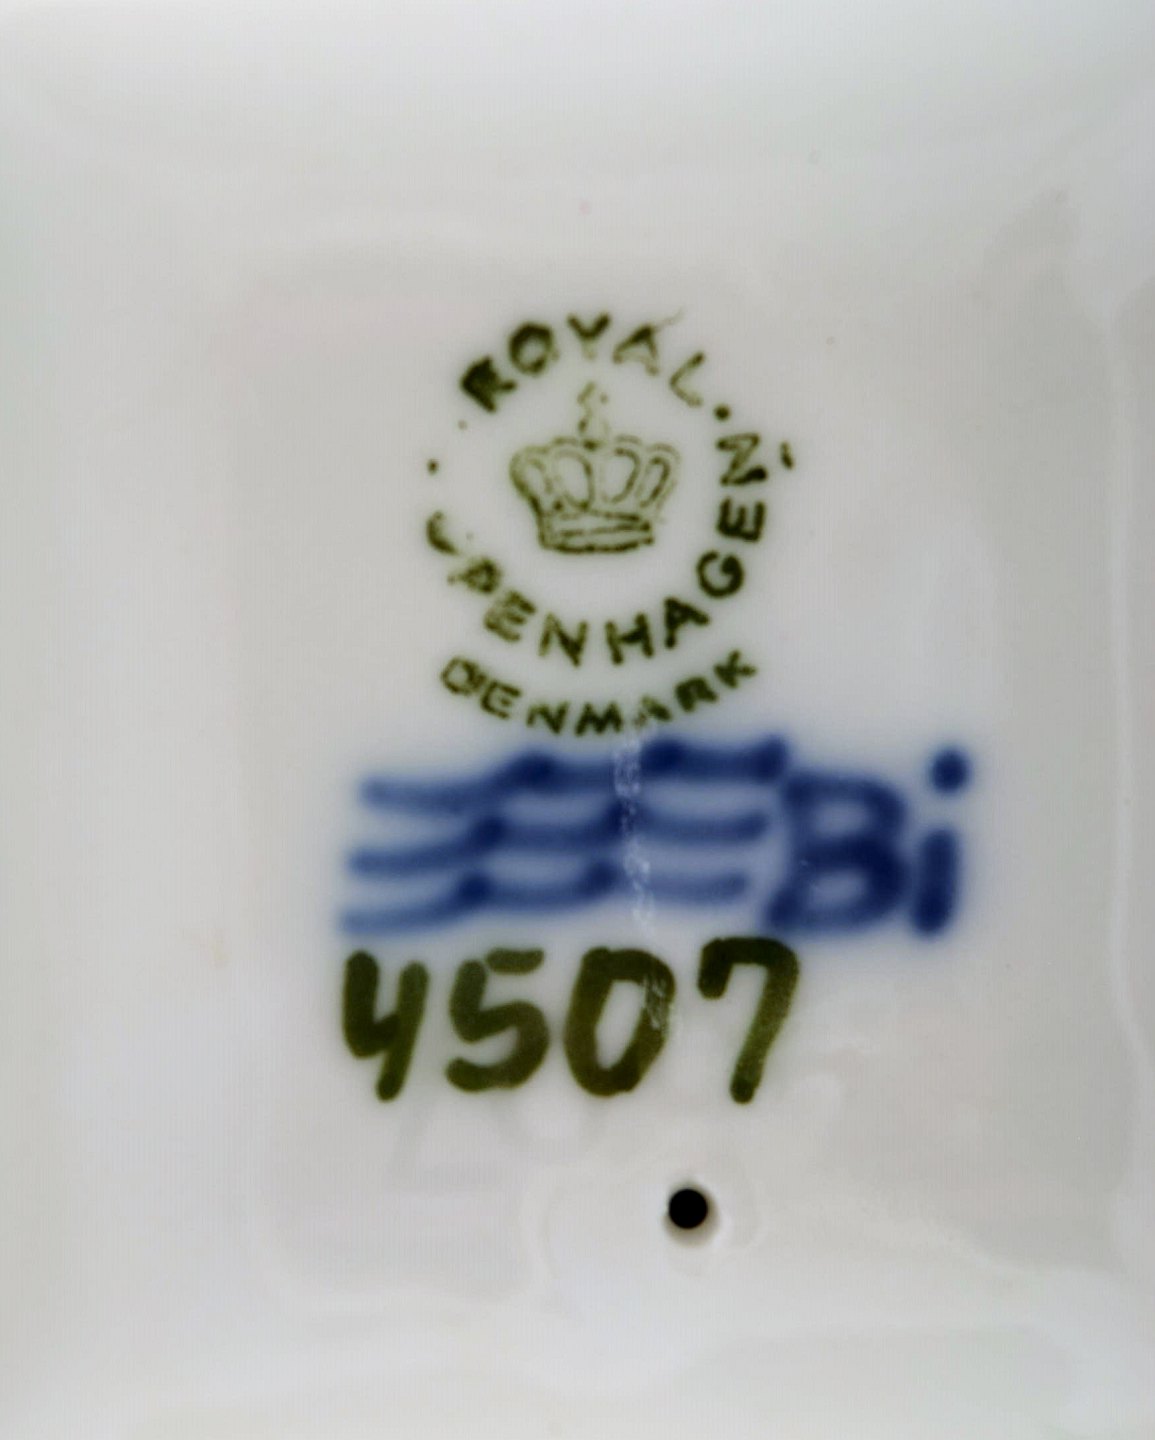 ROYAL.
COPENHAGEN
DENMARK
Bi
4507